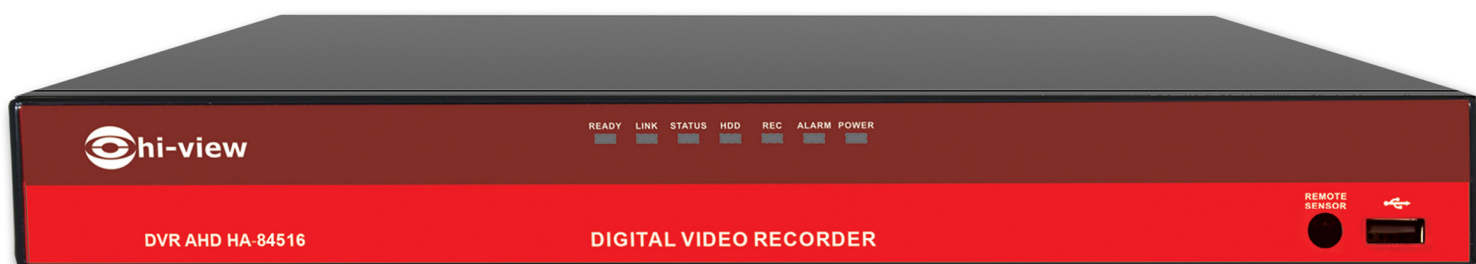 READY LINK STATUS HDD REC ALARM POWER
hi-view
REMOTE
SENSOR
DVR AHD HA-84516
DIGITAL VIDEO RECORDER